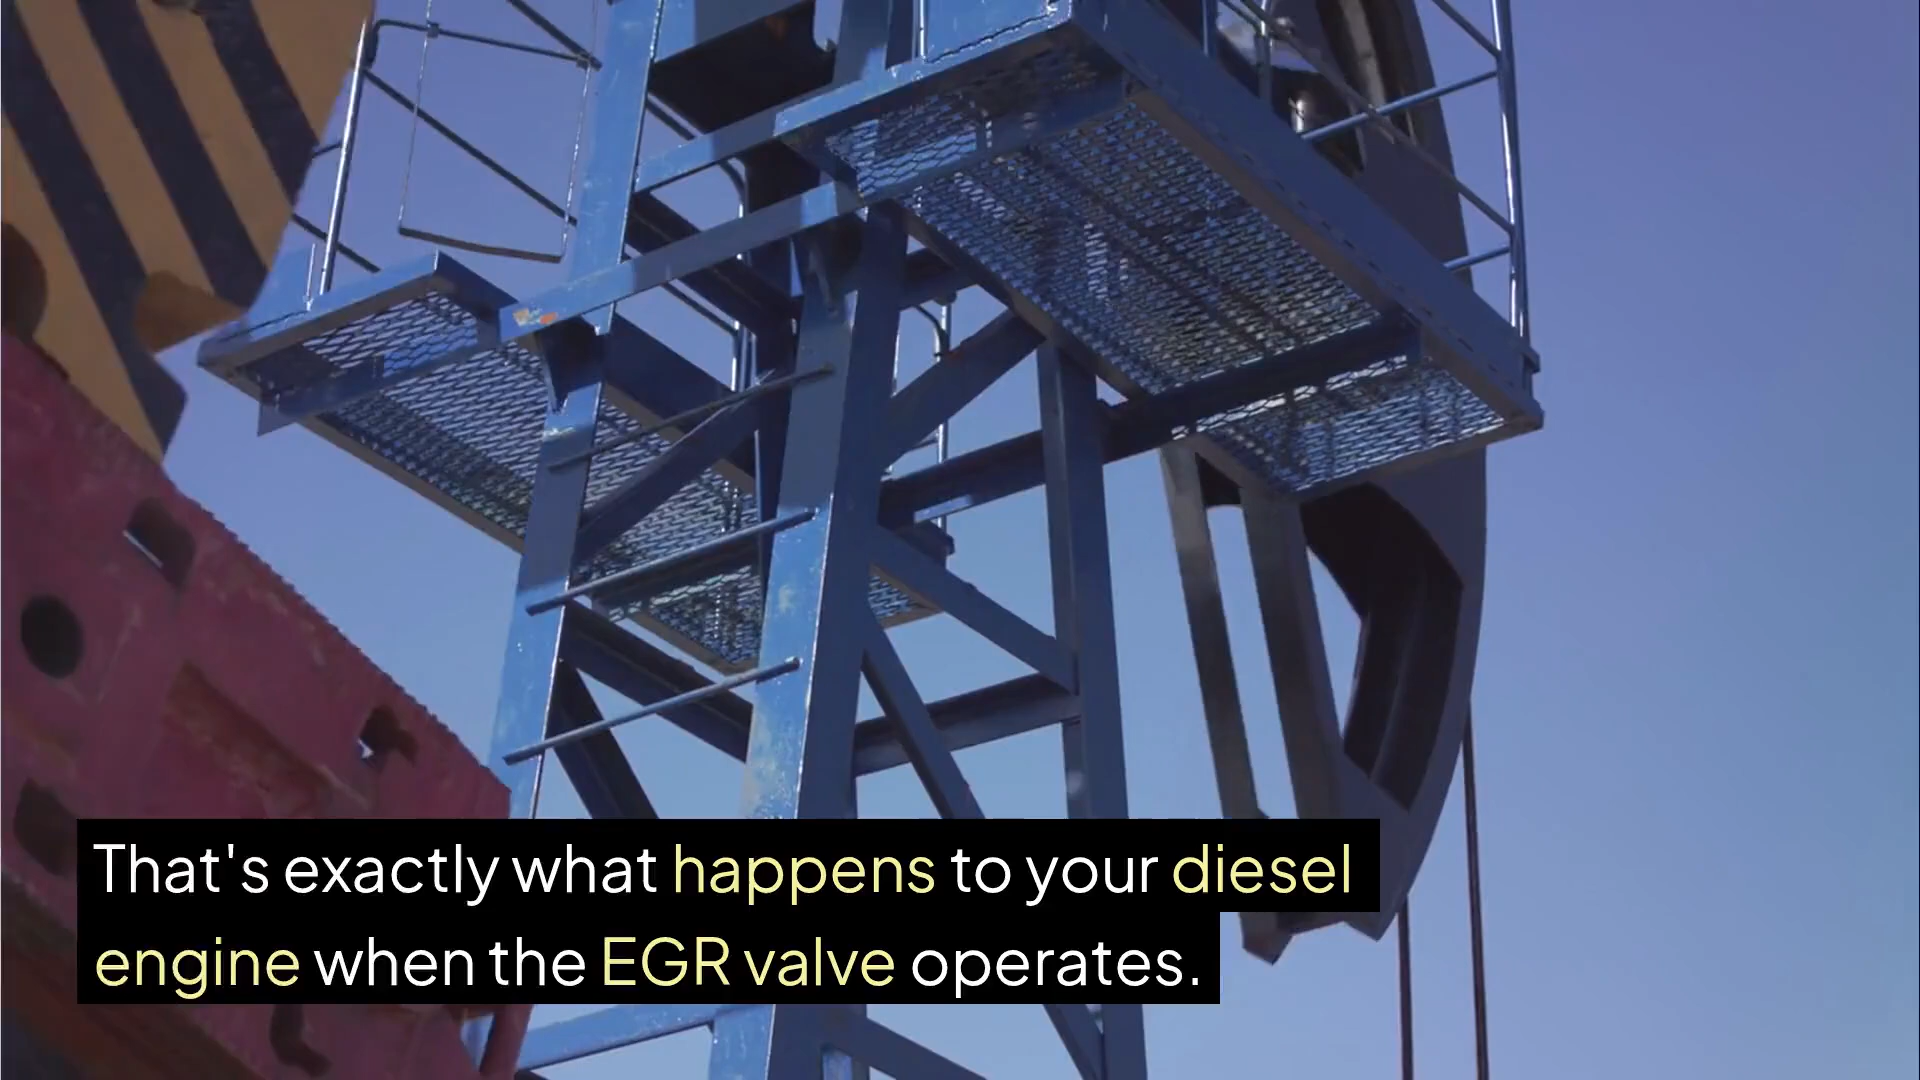 That's exactly what happens to your diesel
engine when the EGR valve operates.